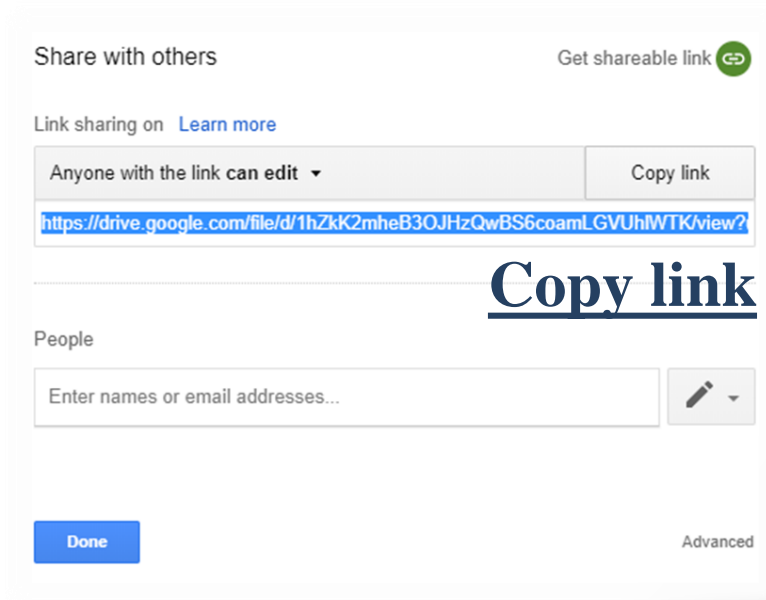 Share with others
Get shareable link
Link sharing on Learn more
Anyone with the link can edit
Copy link
https://drive.google.com/file/d/1hZkK2mheB3OJHzQwBS6coamLGVUhlWTK/view?
Copy link
People
Enter names or email addresses...
Done
Advanced